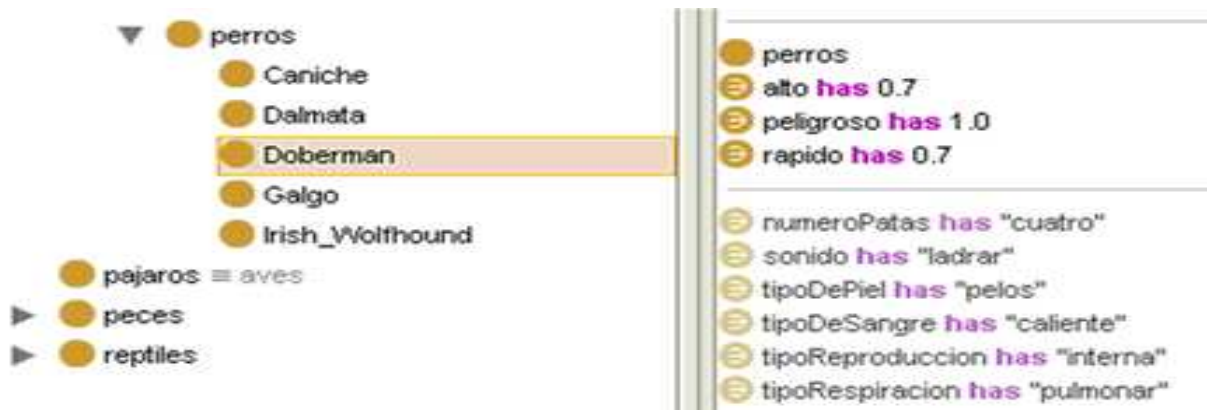 perros
Caniche
Dalmata
Doberman
Galgo
Irish_Wolfhound
pajaros ≡ aves
peces
reptiles
perros
alto has 0.7
peligroso has 1.0
rapido has 0.7
numeroPatas has "cuatro"
sonido has "ladrar"
tipoDePiel has "pelos"
tipoDeSangre has "caliente"
tipoReproduccion has "interna"
tipoRespiracion has "pulmonar"